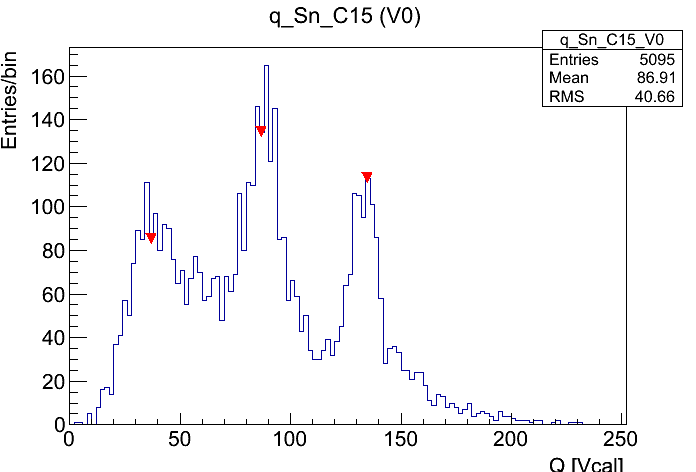 q_Sn_C15 (V0)
q_Sn_C15_V0
Entries 5095
Mean 86.91
RMS 40.66
Entries/bin
160
140
120
100
80
60
40
20
0
0 50 100 150 200 250
Q [Vcal]